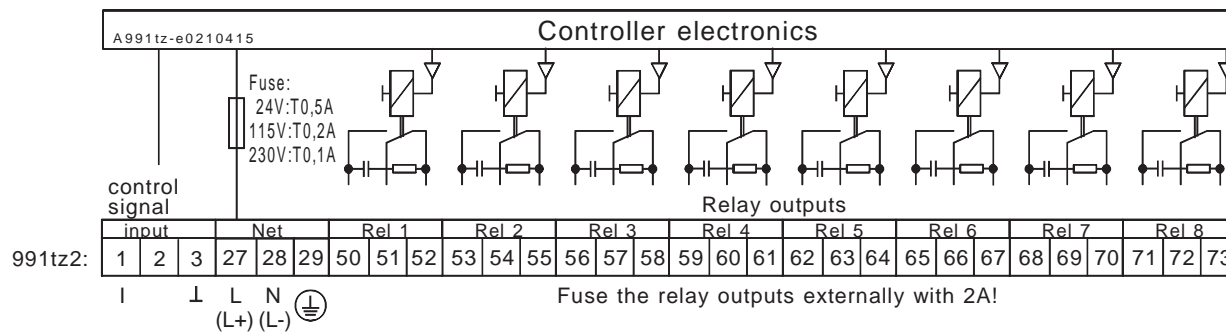 Controller electronics
A991tz-e0210415
Fuse:
24V:T0,5A
115V:T0,2A
230V:T0,1A
control
signal
Relay outputs
input Net Rel 1 Rel 2 Rel 3 Rel 4 Rel 5 Rel 6 Rel 7 Rel 8
991tz2: 1 2 3 27 28 29 50 51 52 53 54 55 56 57 58 59 60 61 62 63 64 65 66 67 68 69 70 71 72 73
I ⊥ L N Fuse the relay outputs externally with 2A!
(L+) (L-)